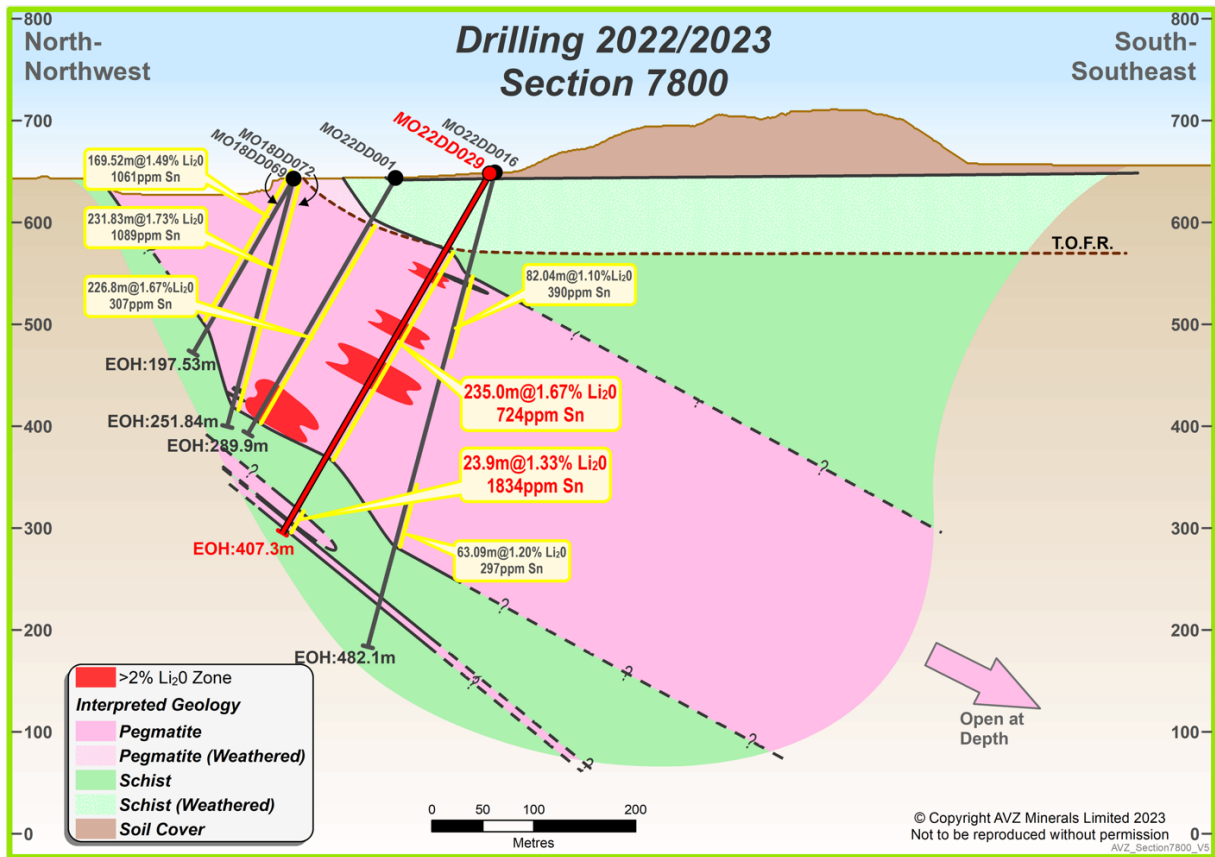 Drilling 2022/2023
Section 7800
North-
Northwest
South-
Southeast
800
700
600
500
400
300
200
100
0
800
700
600
500
400
300
200
100
0
MO18DD069
MO18DD072
MO22DD001
MO22DD029
MO22DD016
169.52m@1.49% Li₂0
1061ppm Sn
231.83m@1.73% Li₂0
1089ppm Sn
226.8m@1.67%Li₂0
307ppm Sn
82.04m@1.10%Li₂0
390ppm Sn
T.O.F.R.
235.0m@1.67% Li₂0
724ppm Sn
23.9m@1.33% Li₂0
1834ppm Sn
63.09m@1.20% Li₂0
297ppm Sn
EOH:197.53m
EOH:251.84m
EOH:289.9m
EOH:407.3m
EOH:482.1m
?
?
?
?
?
?
?
?
?
?
>2% Li₂0 Zone
Interpreted Geology
Pegmatite
Pegmatite (Weathered)
Schist
Schist (Weathered)
Soil Cover
Open at
Depth
0 50 100 200
Metres
© Copyright AVZ Minerals Limited 2023
Not to be reproduced without permission
AVZ_Section7800_V5